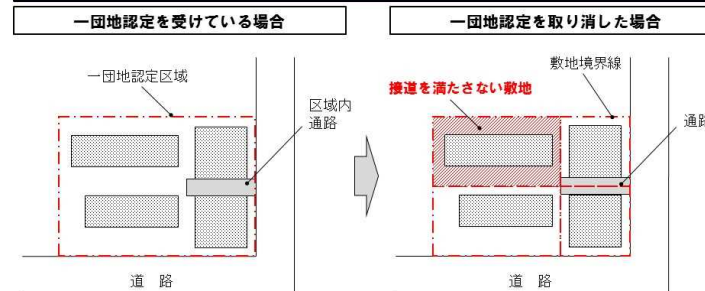 一団地認定を受けている場合
一団地認定を取り消した場合
一団地認定区域
区域内
通路
道 路
敷地境界線
接道を満たさない敷地
通路
道 路